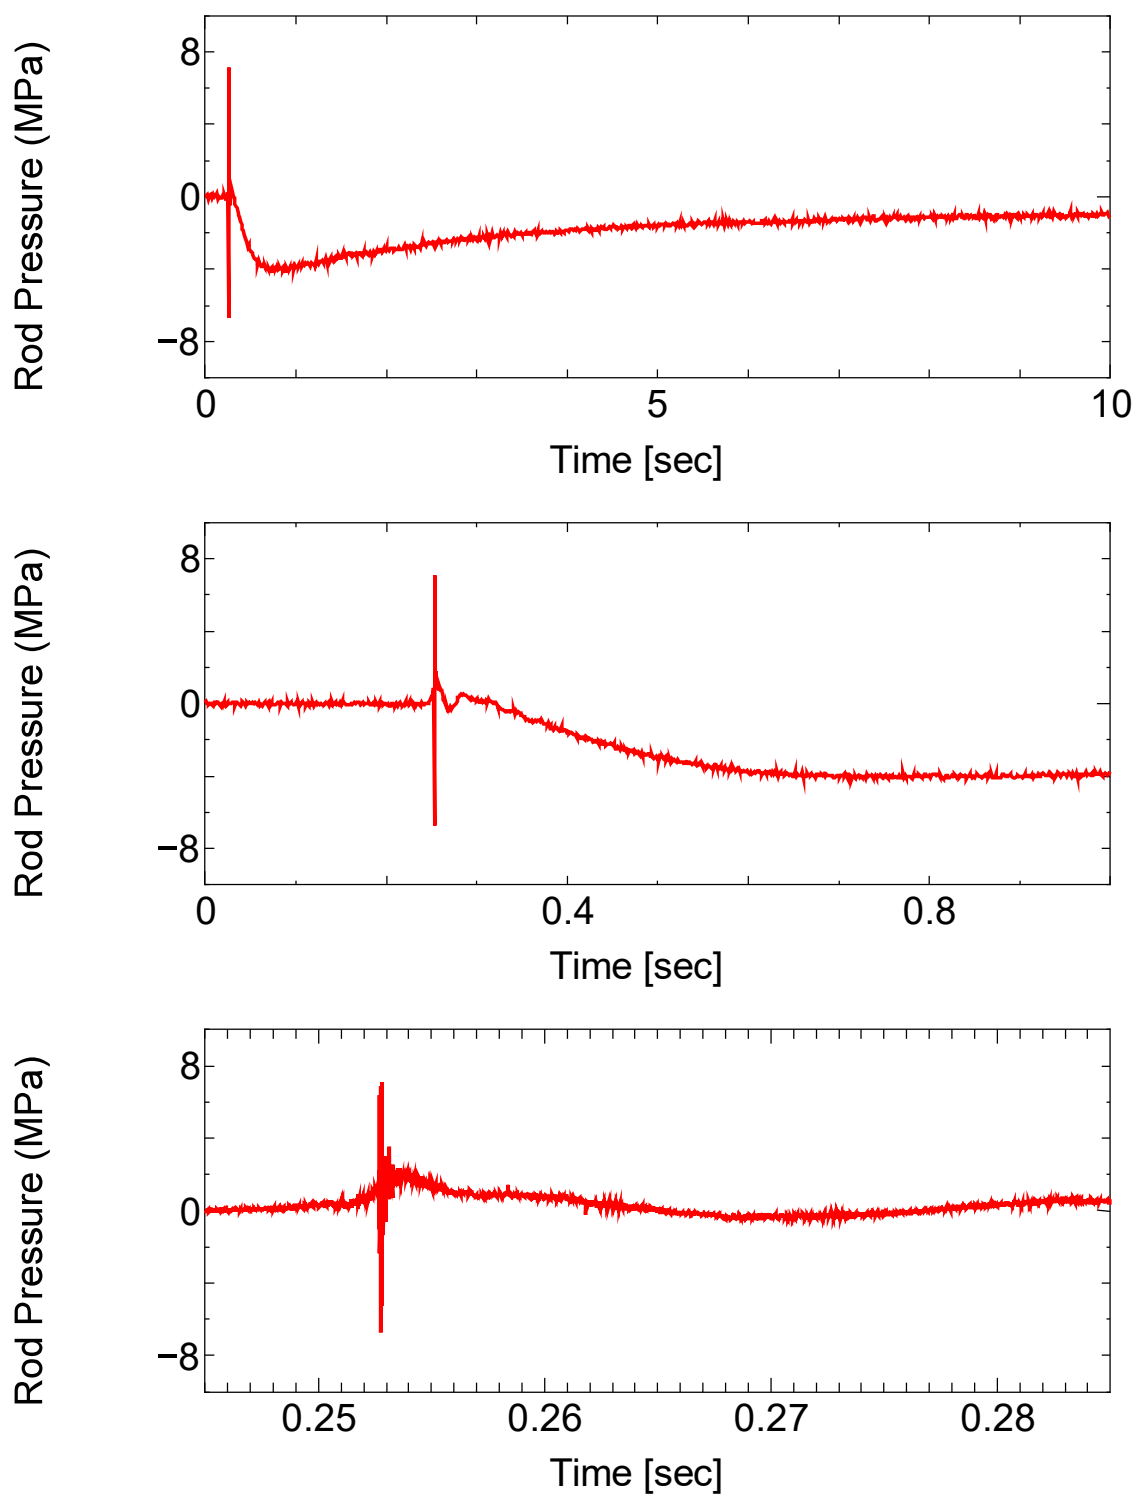 Rod Pressure (MPa)
8
0
−8
0 5 10
Time [sec]
Rod Pressure (MPa)
8
0
−8
0 0.4 0.8
Time [sec]
Rod Pressure (MPa)
8
0
−8
0.25 0.26 0.27 0.28
Time [sec]